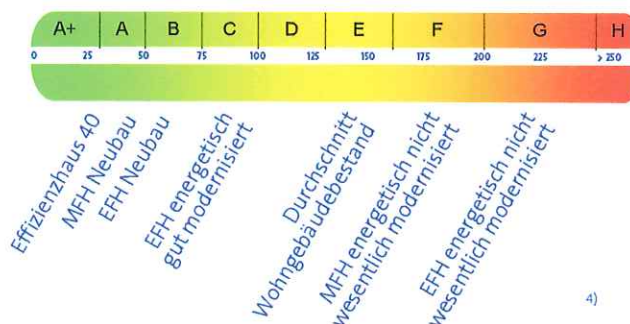 A+ A B C D E F G H
0 25 50 75 100 125 150 175 200 225 > 250
Effizienzhaus 40
MFH Neubau
EFH Neubau
EFH energetisch
gut modernisiert
Durchschnitt
Wohngebäudebestand
MFH energetisch nicht
wesentlich modernisiert
EFH energetisch nicht
wesentlich modernisiert
4)